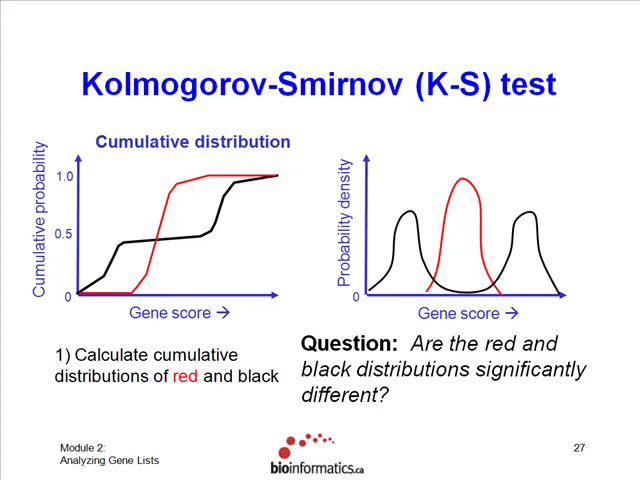 Kolmogorov-Smirnov (K-S) test
Cumulative distribution
Cumulative probability
1.0
0.5
0
Gene score →
Probability density
0
Gene score →
1) Calculate cumulative
distributions of red and black
Question: Are the red and
black distributions significantly
different?
Module 2:
Analyzing Gene Lists
bioinformatics.ca
27